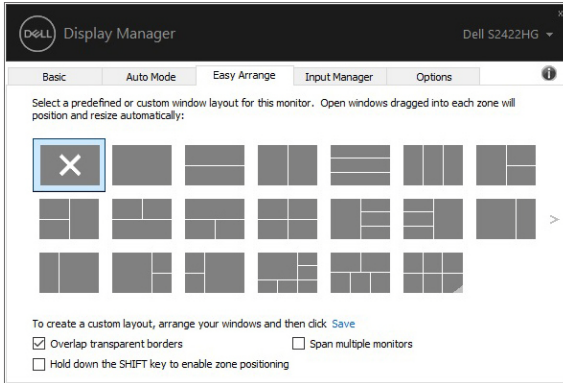 DELL Display Manager
Dell S2422HG
Basic Auto Mode Easy Arrange Input Manager Options
Select a predefined or custom window layout for this monitor. Open windows dragged into each zone will
position and resize automatically:
To create a custom layout, arrange your windows and then click Save
Overlap transparent borders
Span multiple monitors
Hold down the SHIFT key to enable zone positioning